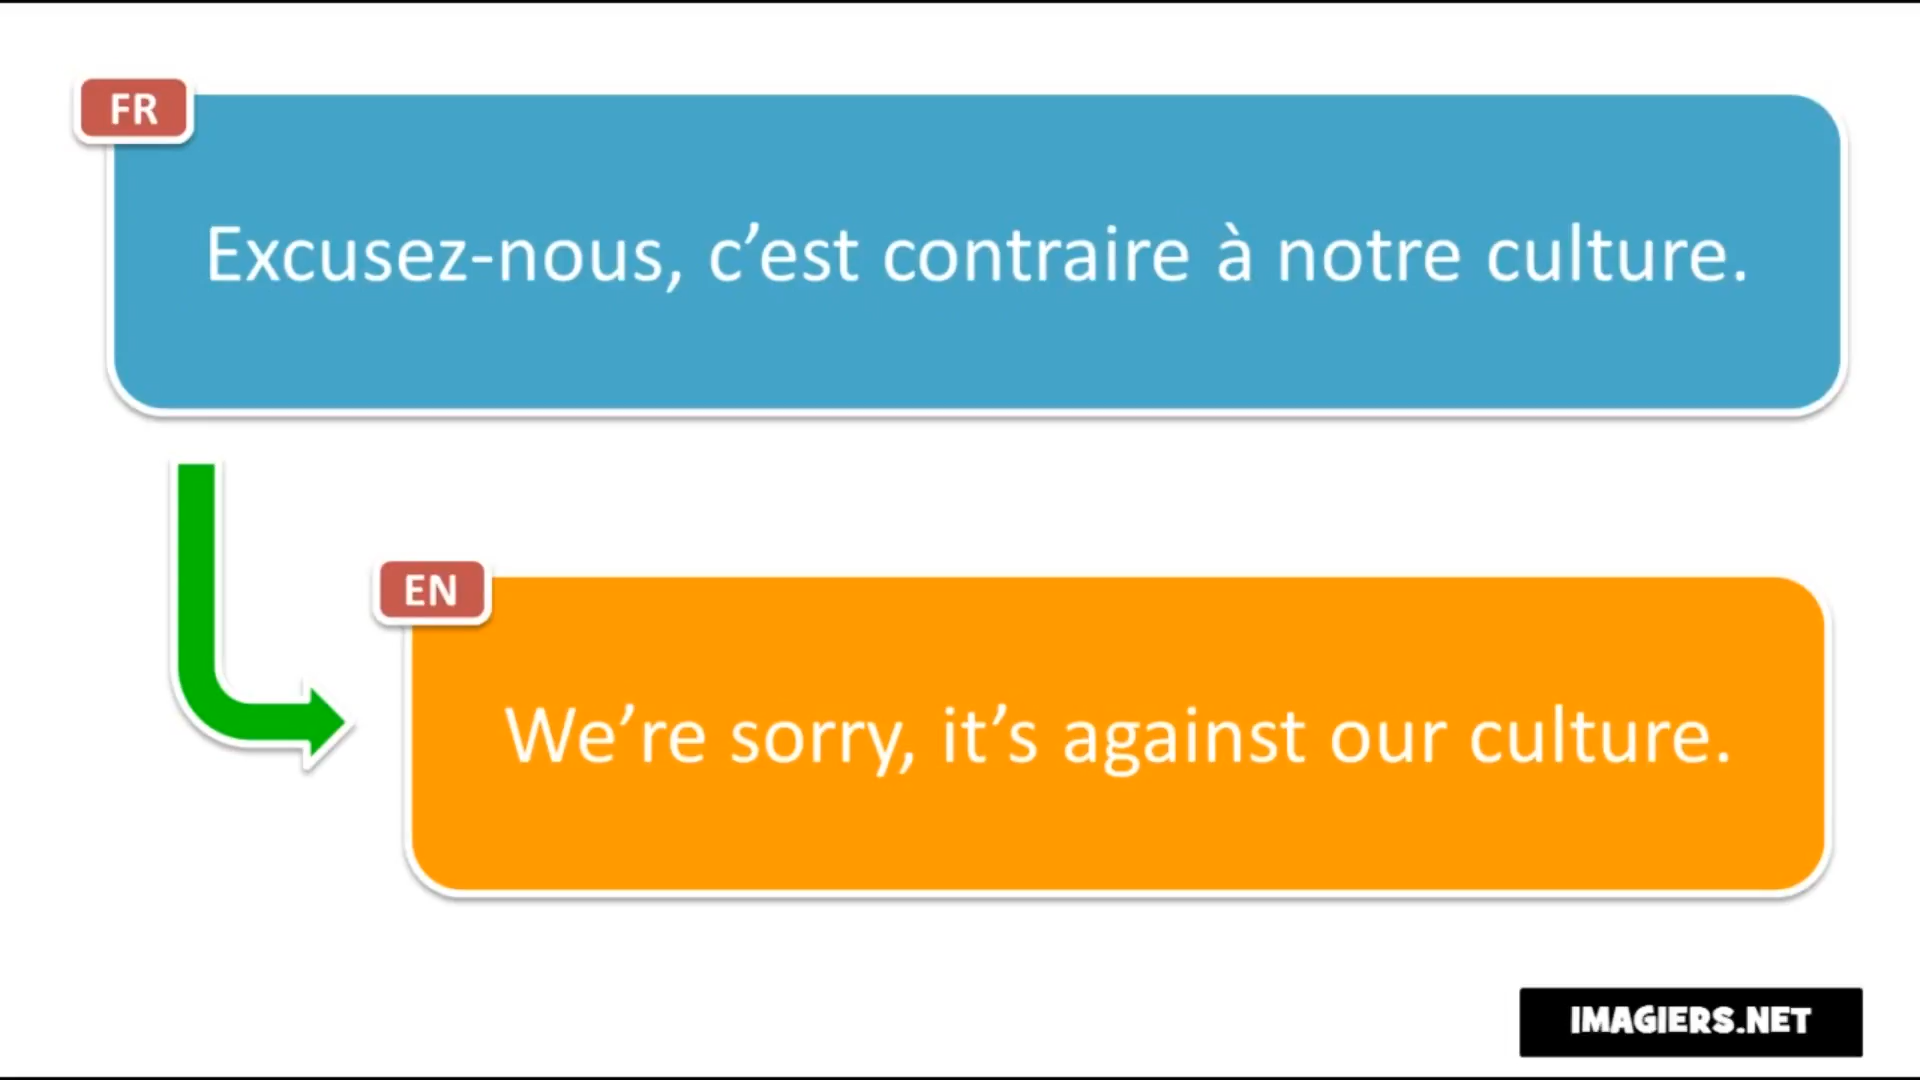 FR
Excusez-nous, c’est contraire à notre culture.
EN
We’re sorry, it’s against our culture.
IMAGIERS.NET